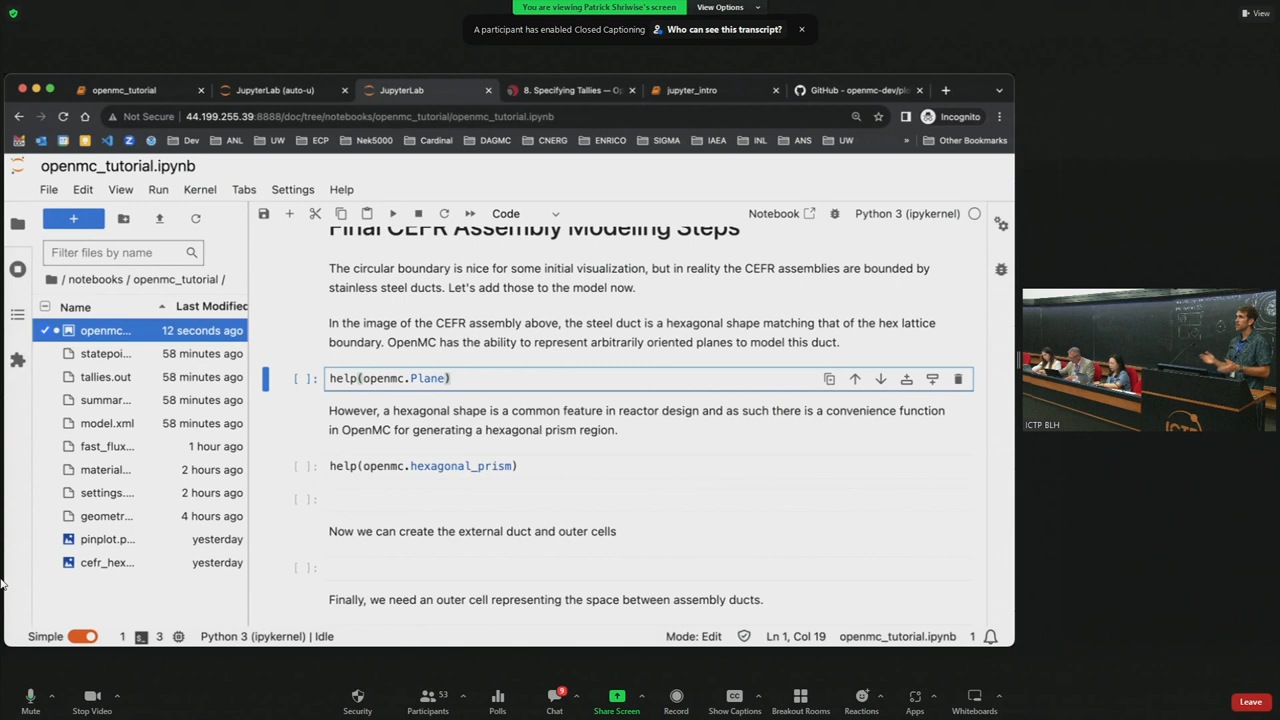 You are viewing Patrick Shriwise's screen
View Options
View
A participant has enabled Closed Captioning
Who can see this transcript?
openmc_tutorial
JupyterLab (auto-u)
JupyterLab
8. Specifying Tallies — Op
jupyter_intro
GitHub - openmc-dev/plo
Not Secure
44.199.255.39:8888/doc/tree/notebooks/openmc_tutorial/openmc_tutorial.ipynb
Incognito
Dev
ANL
UW
ECP
Nek5000
Cardinal
DAGMC
CNERG
ENRICO
SIGMA
IAEA
INL
ANS
UW
»
Other Bookmarks
openmc_tutorial.ipynb
File
Edit
View
Run
Kernel
Tabs
Settings
Help
Code
Notebook
Python 3 (ipykernel)
Filter files by name
/ notebooks / openmc_tutorial /
Name
Last Modified
openmc...
12 seconds ago
statepoi...
58 minutes ago
tallies.out
58 minutes ago
summar...
58 minutes ago
model.xml
58 minutes ago
fast_flux...
1 hour ago
material...
2 hours ago
settings....
2 hours ago
geometr...
4 hours ago
pinplot.p...
yesterday
cefr_hex...
yesterday
Final CEFR Assembly Modeling Steps
The circular boundary is nice for some initial visualization, but in reality the CEFR assemblies are bounded by
stainless steel ducts. Let's add those to the model now.
In the image of the CEFR assembly above, the steel duct is a hexagonal shape matching that of the hex lattice
boundary. OpenMC has the ability to represent arbitrarily oriented planes to model this duct.
[ ]:
help(openmc.Plane)
However, a hexagonal shape is a common feature in reactor design and as such there is a convenience function
in OpenMC for generating a hexagonal prism region.
[ ]:
help(openmc.hexagonal_prism)
[ ]:
Now we can create the external duct and outer cells
[ ]:
Finally, we need an outer cell representing the space between assembly ducts.
Simple
1
3
Python 3 (ipykernel) | Idle
Mode: Edit
Ln 1, Col 19
openmc_tutorial.ipynb
1
ICTP
ICTP BLH
Mute
Stop Video
Security
53
Participants
Polls
9
Chat
Share Screen
Record
CC
Show Captions
Breakout Rooms
Reactions
Apps
Whiteboards
Leave